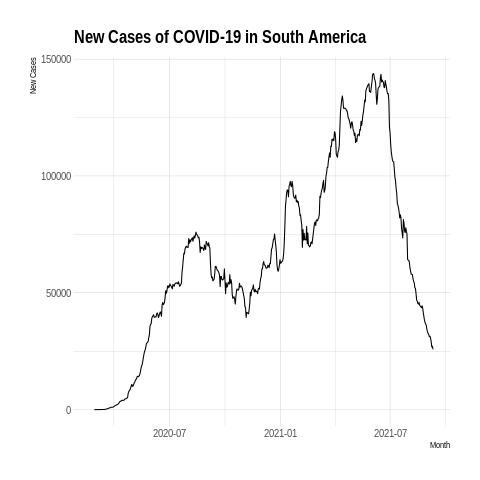 New Cases of COVID-19 in South America
New Cases
150000
100000
50000
0
2020-07
2021-01
2021-07
Month